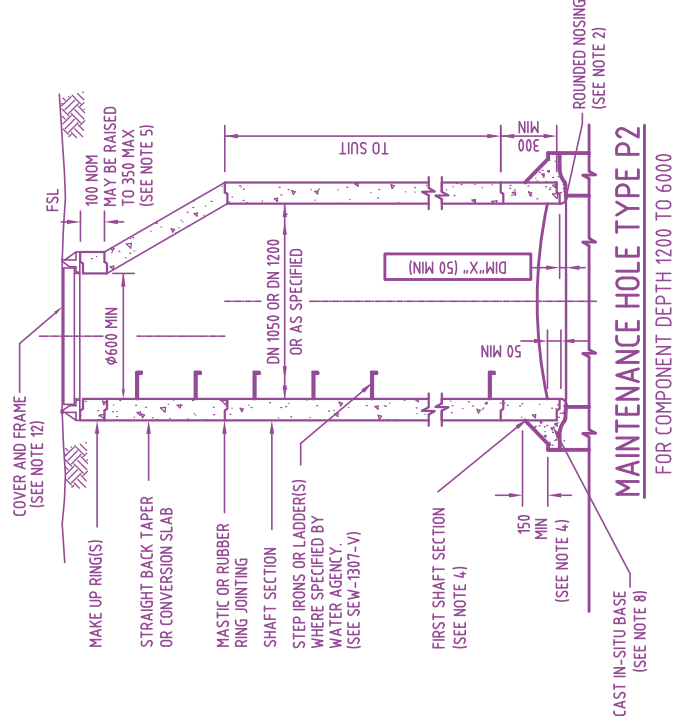 COVER AND FRAME
(SEE NOTE 12)
FSL
100 NOM
MAY BE RAISED
TO 350 MAX
(SEE NOTE 5)
MAKE UP RING(S)
Φ600 MIN
STRAIGHT BACK TAPER
OR CONVERSION SLAB
MASTIC OR RUBBER
RING JOINTING
SHAFT SECTION
STEP IRONS OR LADDER(S)
WHERE SPECIFIED BY
WATER AGENCY.
(SEE SEW-1307-V)
DN 1050 OR DN 1200
OR AS SPECIFIED
TO SUIT
FIRST SHAFT SECTION
(SEE NOTE 4)
300
MIN
DIM"X" (50 MIN)
50 MIN
150
MIN
(SEE NOTE 4)
ROUNDED NOSING
(SEE NOTE 2)
CAST IN-SITU BASE
(SEE NOTE 8)
MAINTENANCE HOLE TYPE P2
FOR COMPONENT DEPTH 1200 TO 6000